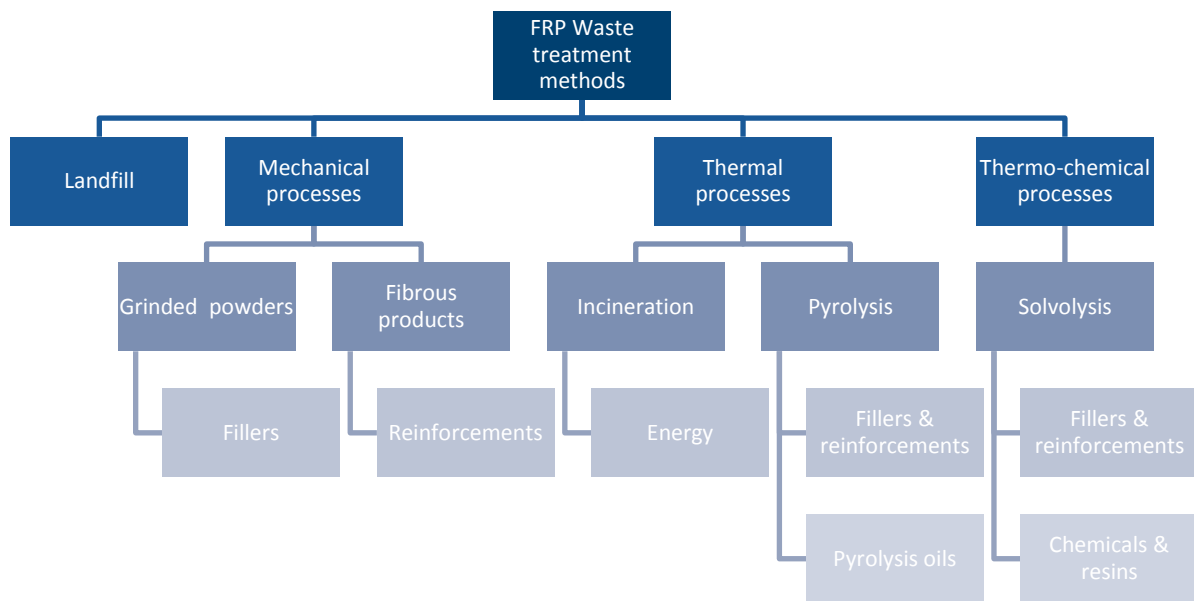 FRP Waste
treatment
methods
Landfill
Mechanical
processes
Thermal
processes
Thermo-chemical
processes
Grinded powders
Fibrous
products
Incineration
Pyrolysis
Solvolysis
Fillers
Reinforcements
Energy
Fillers &
reinforcements
Fillers &
reinforcements
Pyrolysis oils
Chemicals &
resins